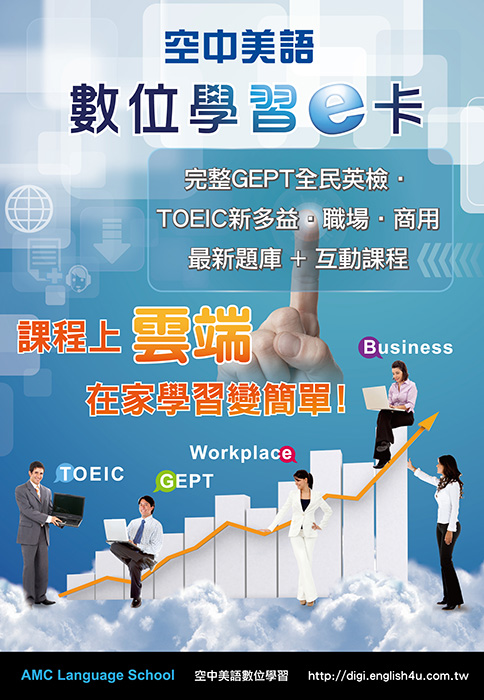 空中美語
數位學習e卡
完整GEPT全民英檢・
TOEIC新多益・職場・商用
最新題庫 + 互動課程
課程上 雲端
在家學習變簡單!
Business
Workplace
TOEIC
GEPT
AMC Language School 空中美語數位學習 http://digi.english4u.com.tw